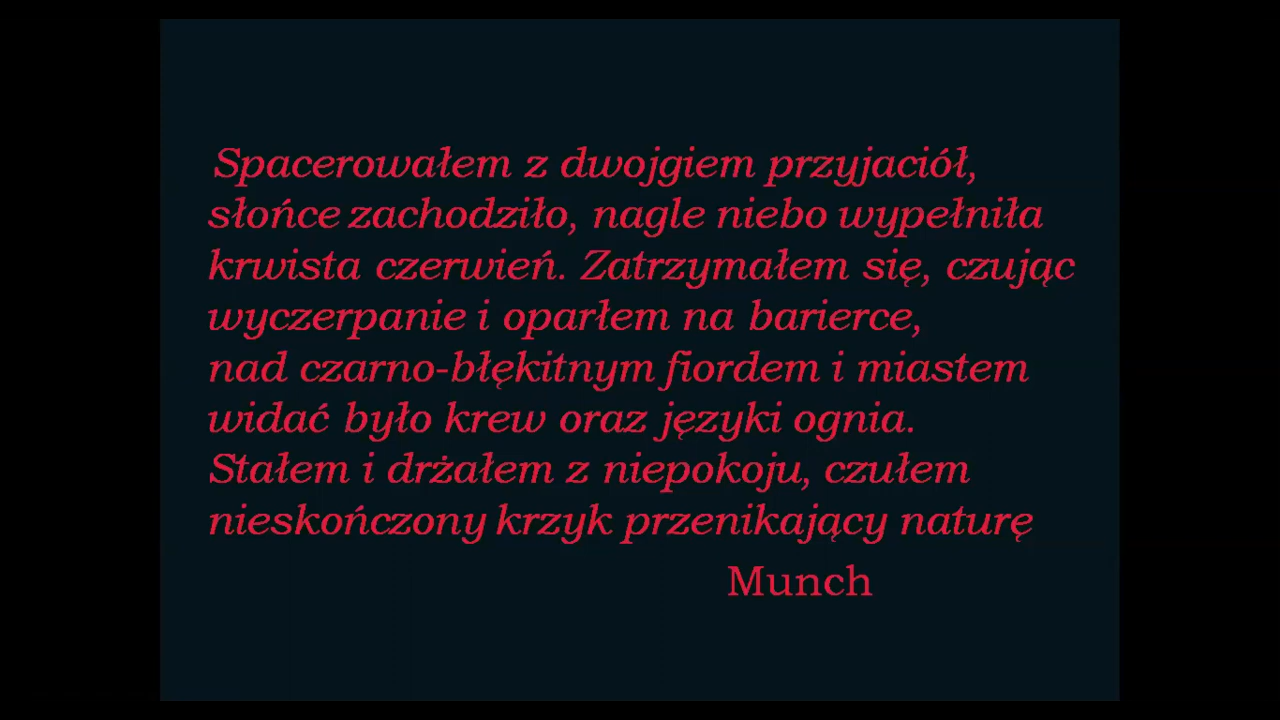 Spacerowałem z dwojgiem przyjaciół,
słońce zachodziło, nagle niebo wypełniła
krwista czerwień. Zatrzymałem się, czując
wyczerpanie i oparłem na barierce,
nad czarno-błękitnym fiordem i miastem
widać było krew oraz języki ognia.
Stałem i drżałem z niepokoju, czułem
nieskończony krzyk przenikający naturę
Munch